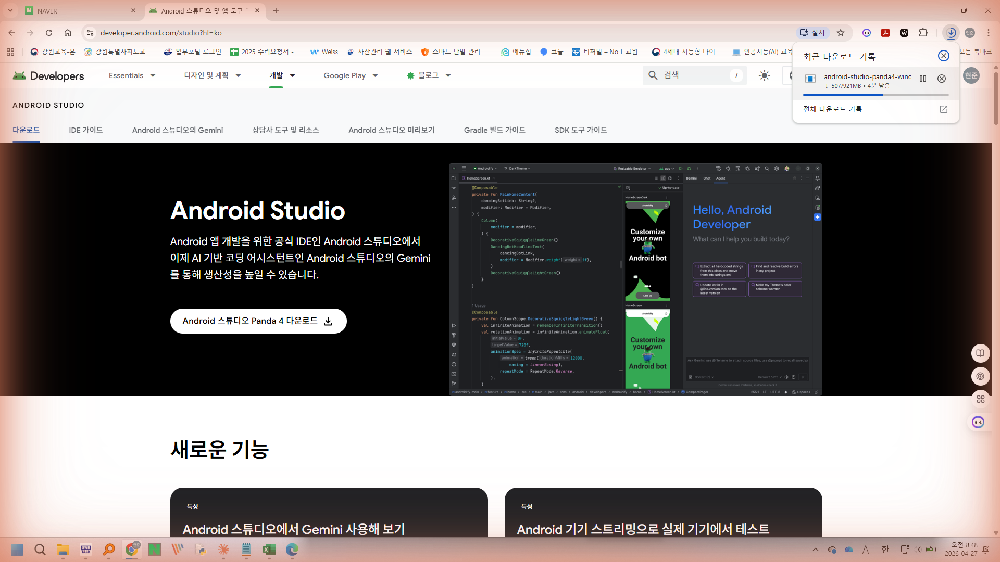 NAVER
Android 스튜디오 및 앱 도구 다
developer.android.com/studio?hl=ko
설치
현준
강원교육-온
강원특별자치도교...
업무포털 로그인
2025 수리요청서 -...
Weiss
자산관리 웹 서비스
스마트 단말 관리...
에듀집
코들
티처빌 – No.1 교원...
4세대 지능형 나이...
인공지능(AI) 교육
모든 북마크
최근 다운로드 기록
android-studio-panda4-wind
↓ 507/921MB • 4분 남음
전체 다운로드 기록
Developers
Essentials
디자인 및 계획
개발
Google Play
블로그
검색
/
현준
ANDROID STUDIO
다운로드
IDE 가이드
Android 스튜디오의 Gemini
상담사 도구 및 리소스
Android 스튜디오 미리보기
Gradle 빌드 가이드
SDK 도구 가이드
Android Studio
Android 앱 개발을 위한 공식 IDE인 Android 스튜디오에서
이제 AI 기반 코딩 어시스턴트인 Android 스튜디오의 Gemini
를 통해 생산성을 높일 수 있습니다.
Android 스튜디오 Panda 4 다운로드
Androidify
DarkTheme
Resizable Emulator
app
HomeScreen.kt
@Composable
private fun MainHomeContent(
dancingBotLink: String?,
modifier: Modifier = Modifier,
) {
Column(
modifier = modifier,
) {
DecorativeSquiggleLimeGreen()
DancingBotHeadlineText(
dancingBotLink,
modifier = Modifier.weight( weight = 1f),
)
DecorativeSquiggleLightGreen()
}
}
1 Usage
@Composable
private fun ColumnScope.DecorativeSquiggleLightGreen() {
val infiniteAnimation = rememberInfiniteTransition()
val rotationAnimation = infiniteAnimation.animateFloat(
initialValue = 0f,
targetValue = 720f,
animationSpec = infiniteRepeatable(
animation = tween( durationMillis = 12000,
easing = LinearEasing),
repeatMode = RepeatMode.Reverse,
),
)
Up-to-date
HomeScreenDark
Androidify
Customize
your own
Android bot
Let's Go
HomeScreen
Androidify
Customize
your own
Android bot
Gemini
Chat
Agent
Hello, Android
Developer
What can I help you build today?
Extract all hardcoded strings
from this class and move
them into strings.xml
Find and resolve build errors
in my project
Update kotlin in
@libs.version.toml to the
latest version
Make my Theme's color
scheme warmer
Ask Gemini, use @filename to attach source files, use @prompt to recall saved pr
Context (6)
Gemini 2.5 Pro
Gemini can make mistakes, so double-check it
androidify-main > feature > home > src > main > java > com > android > developers > androidify > home > HomeScreen.kt > CompactPager
255:1 LF UTF-8 4 spaces
새로운 기능
특성
Android 스튜디오에서 Gemini 사용해 보기
특성
Android 기기 스트리밍으로 실제 기기에서 테스트
GWE
TALK
현준
A
한
오전 8:48
2026-04-27